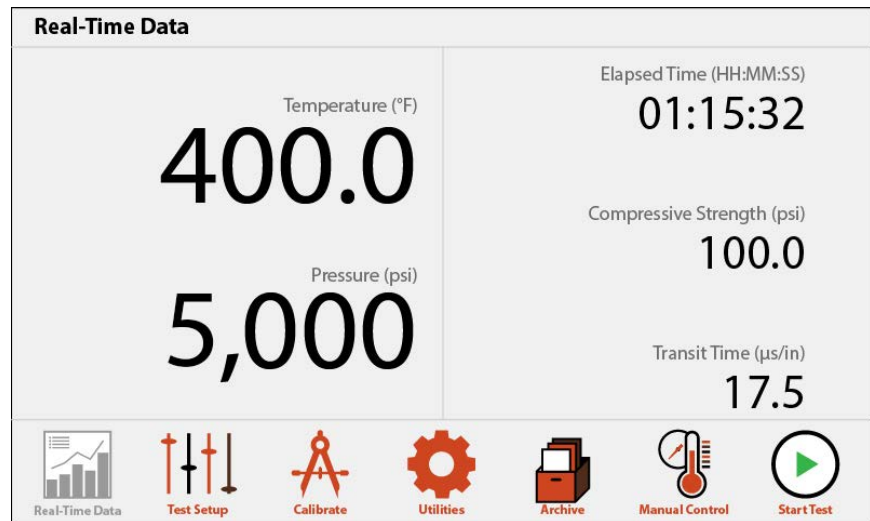 Real-Time Data
Temperature (°F)
400.0
Pressure (psi)
5,000
Elapsed Time (HH:MM:SS)
01:15:32
Compressive Strength (psi)
100.0
Transit Time (µs/in)
17.5
Real-Time Data
Test Setup
Calibrate
Utilities
Archive
Manual Control
Start Test